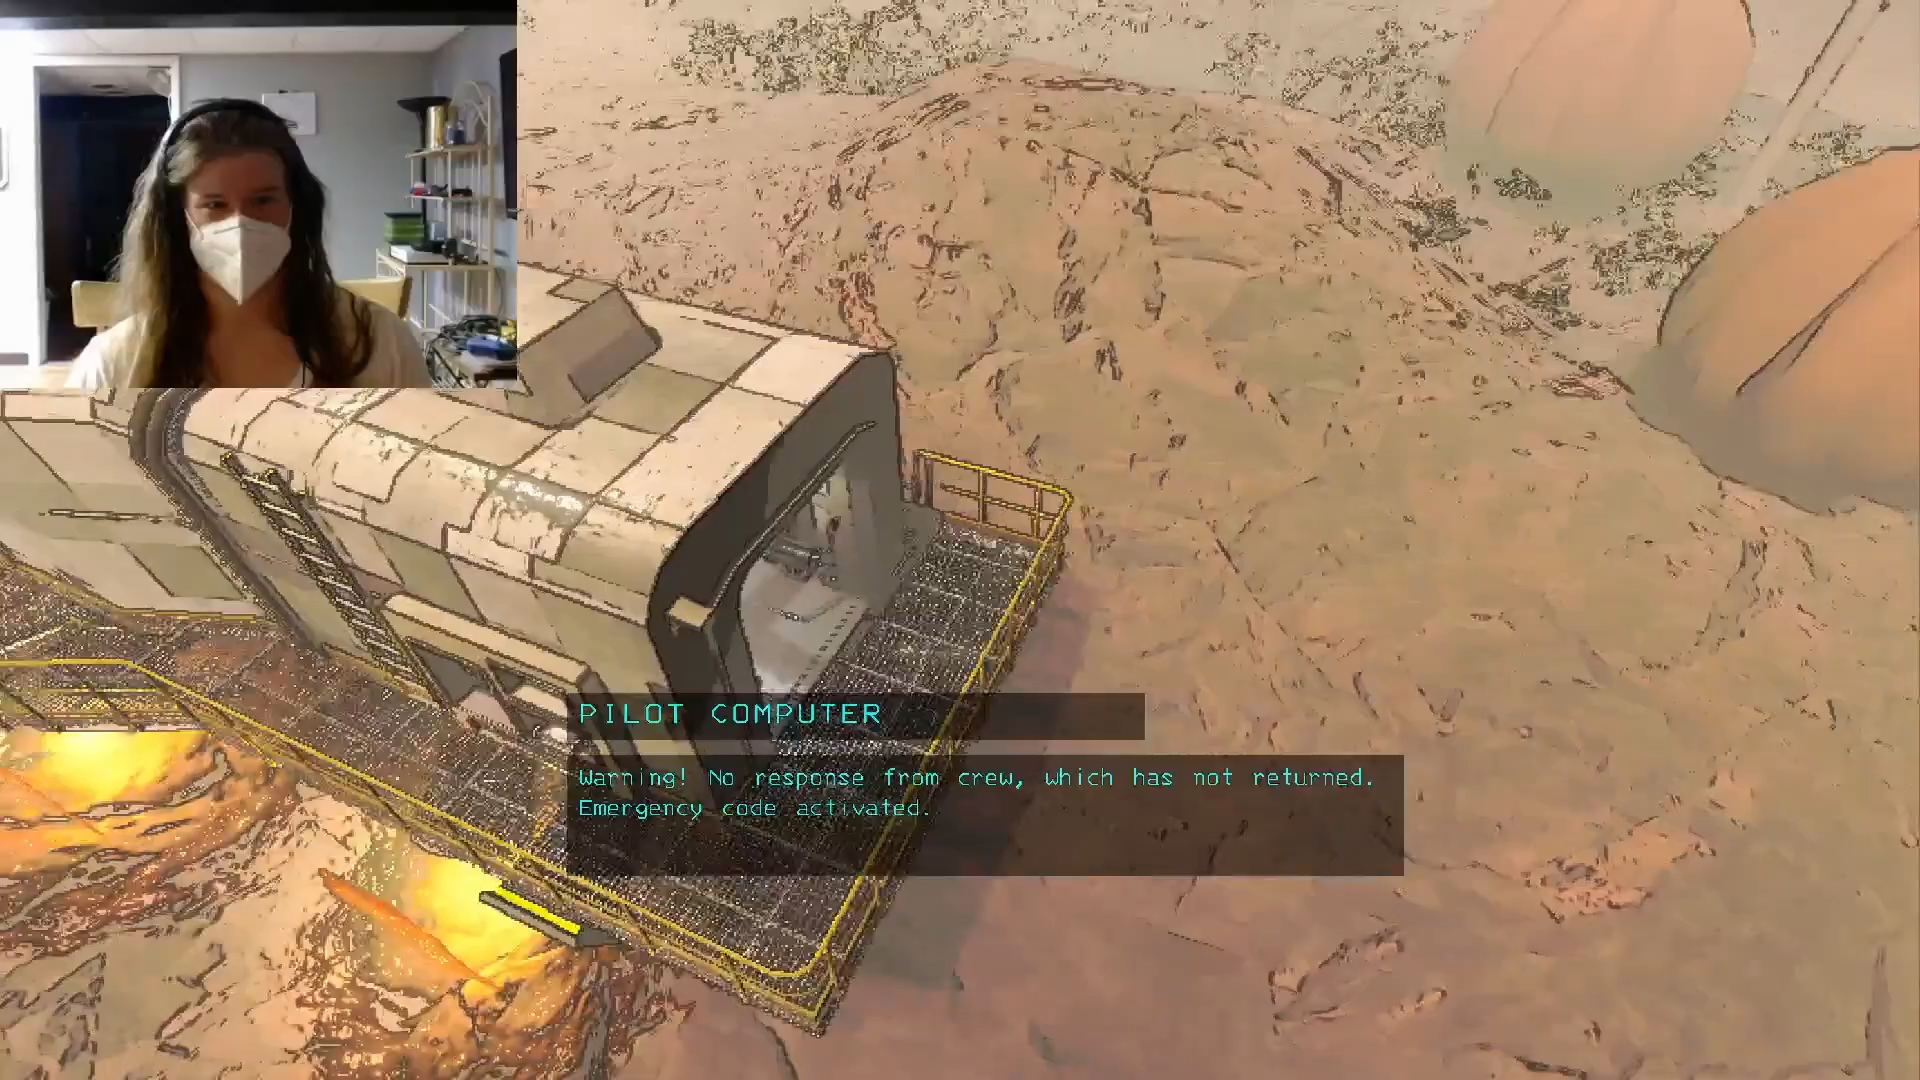 PILOT COMPUTER
Warning! No response from crew, which has not returned.
Emergency code activated.